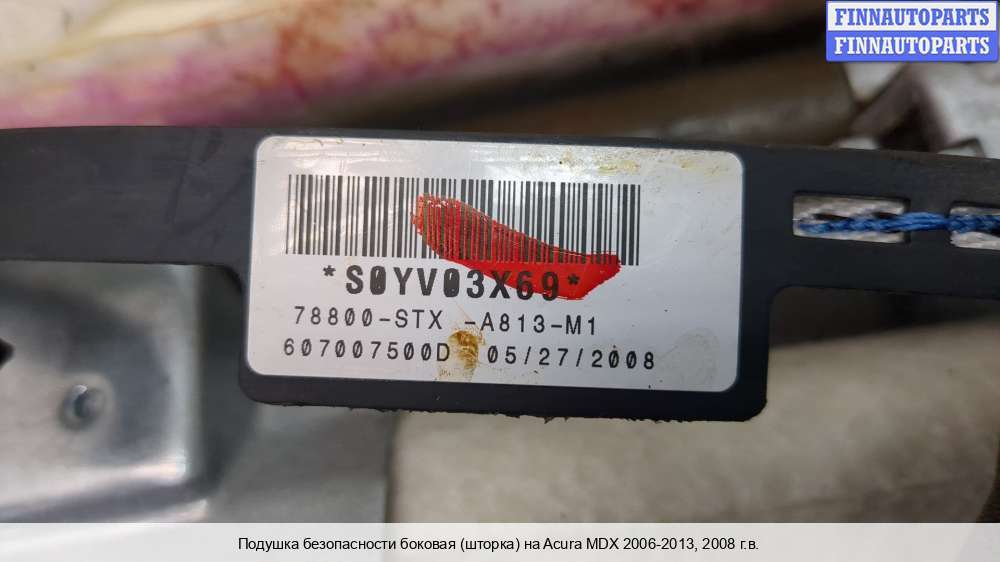 FINNAUTOPARTS
FINNAUTOPARTS
*S0YV03X69*
78800-STX -A813-M1
607007500D 05/27/2008
Подушка безопасности боковая (шторка) на Acura MDX 2006-2013, 2008 г.в.